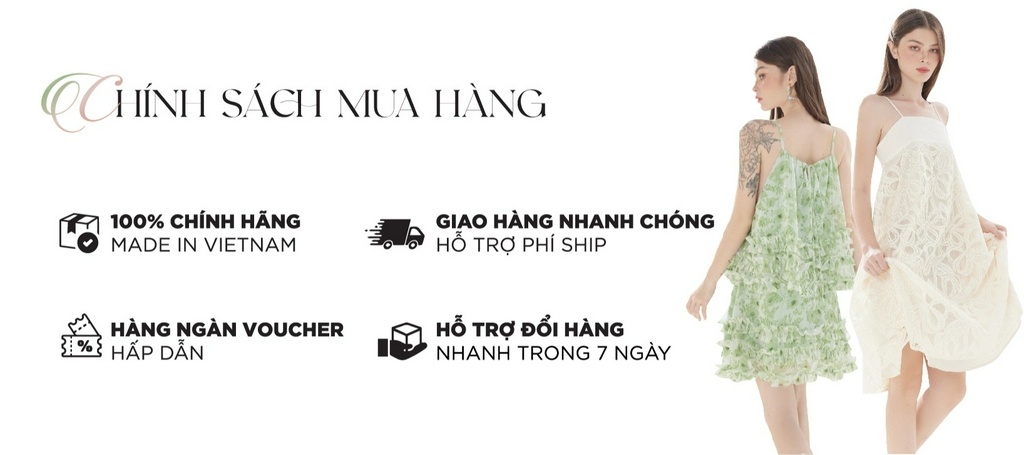 CHÍNH SÁCH MUA HÀNG
100% CHÍNH HÃNG
MADE IN VIETNAM
GIAO HÀNG NHANH CHÓNG
HỖ TRỢ PHÍ SHIP
HÀNG NGÀN VOUCHER
HẤP DẪN
HỖ TRỢ ĐỔI HÀNG
NHANH TRONG 7 NGÀY
%